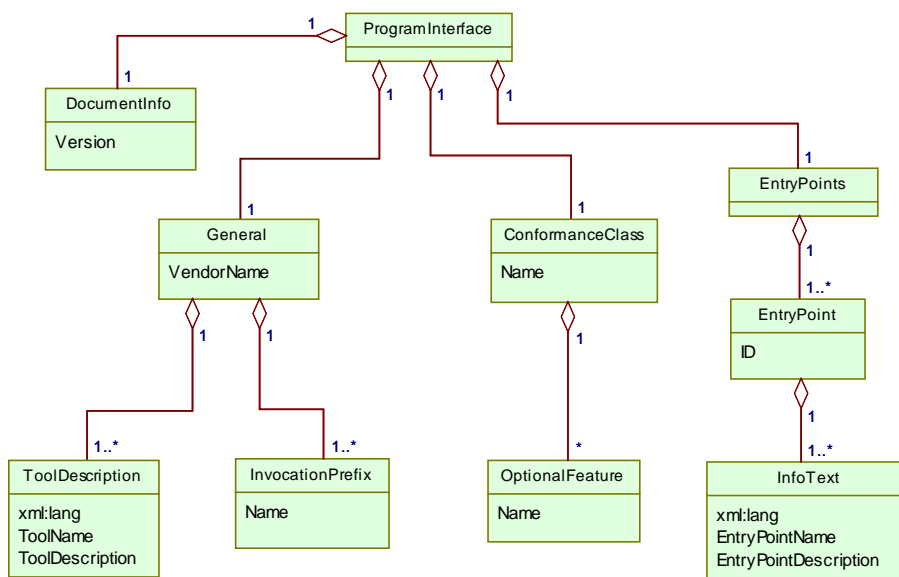 ProgramInterface
1
1
1
1
1
DocumentInfo
Version
1
1
1
General
VendorName
ConformanceClass
Name
EntryPoints
1
1
1
1
1..*
EntryPoint
ID
1
1..*
1..*
*
1..*
ToolDescription
xml:lang
ToolName
ToolDescription
InvocationPrefix
Name
OptionalFeature
Name
InfoText
xml:lang
EntryPointName
EntryPointDescription